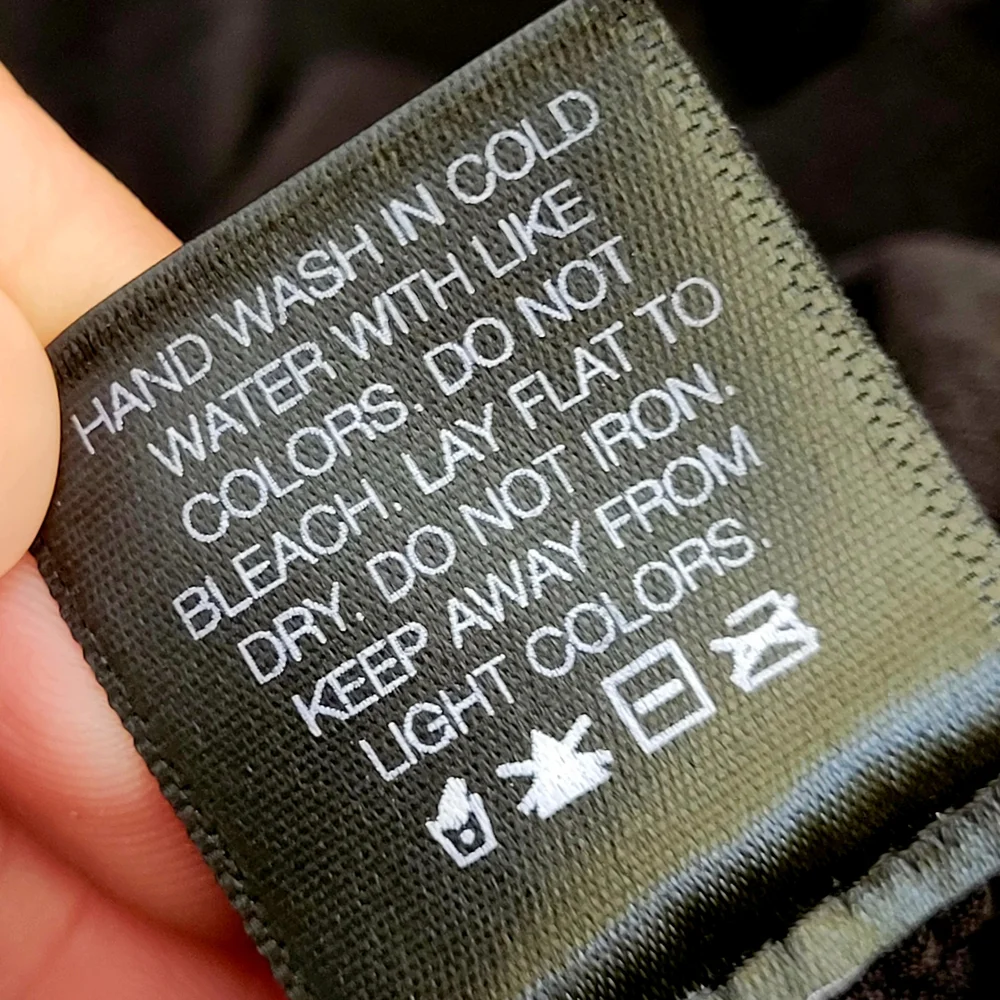 HAND WASH IN COLD
WATER WITH LIKE
COLORS. DO NOT
BLEACH. LAY FLAT TO
DRY. DO NOT IRON.
KEEP AWAY FROM
LIGHT COLORS.